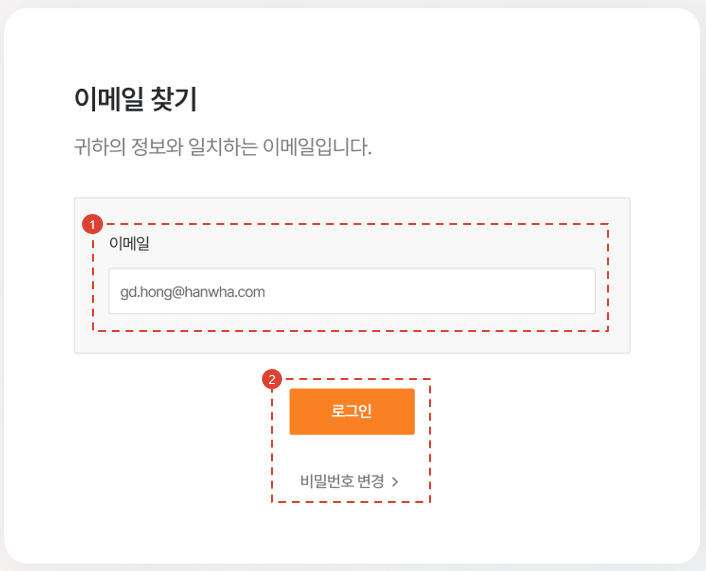 이메일 찾기
귀하의 정보와 일치하는 이메일입니다.
1
이메일
gd.hong@hanwha.com
2
로그인
비밀번호 변경 >